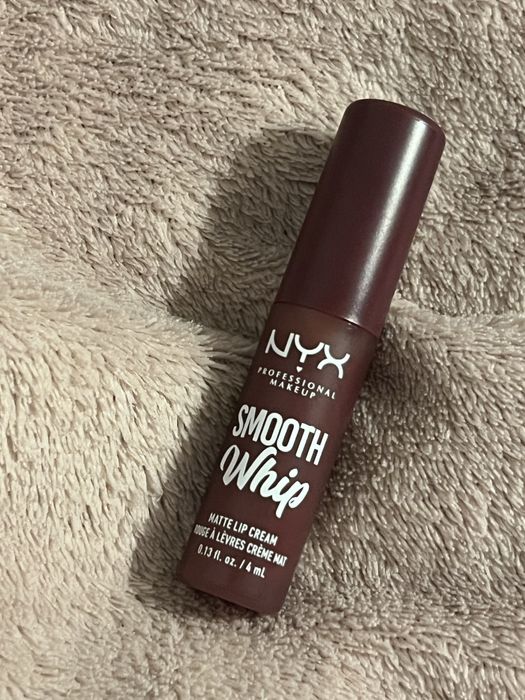 NYX
PROFESSIONAL
MAKEUP
SMOOTH
Whip
MATTE LIP CREAM
ROUGE À LÈVRES CRÈME MAT
0.13 fl. oz. / 4 mL